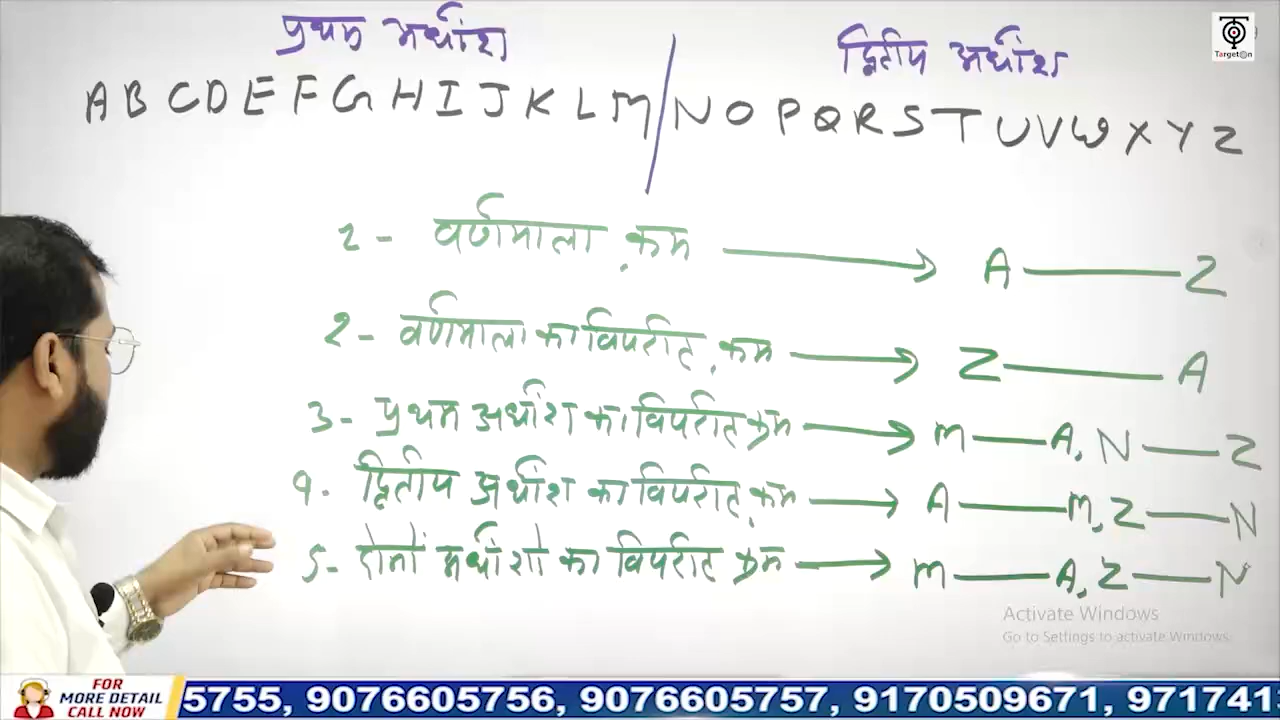 प्रथम अर्धांश
द्वितीय अर्धांश
TargetOn
A B C D E F G H I J K L M / N O P Q R S T U V W X Y Z
1 - वर्णमाला क्रम → A — Z
2 - वर्णमाला का विपरीत क्रम → Z — A
3 - प्रथम अर्धांश का विपरीत क्रम → M — A, N — Z
4 - द्वितीय अर्धांश का विपरीत क्रम → A — M, Z — N
5 - दोनों अर्धांशो का विपरीत क्रम → M — A, Z — N
Activate Windows
Go to Settings to activate Windows.
FOR
MORE DETAIL
CALL NOW
5755, 9076605756, 9076605757, 9170509671, 971741